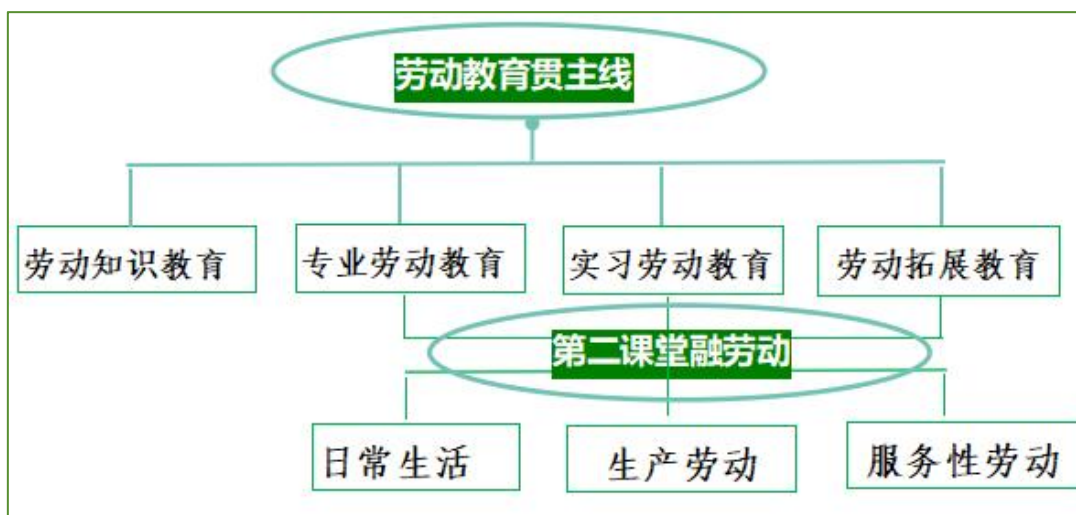 劳动教育贯主线
劳动知识教育
专业劳动教育
实习劳动教育
劳动拓展教育
第二课堂融劳动
日常生活
生产劳动
服务性劳动